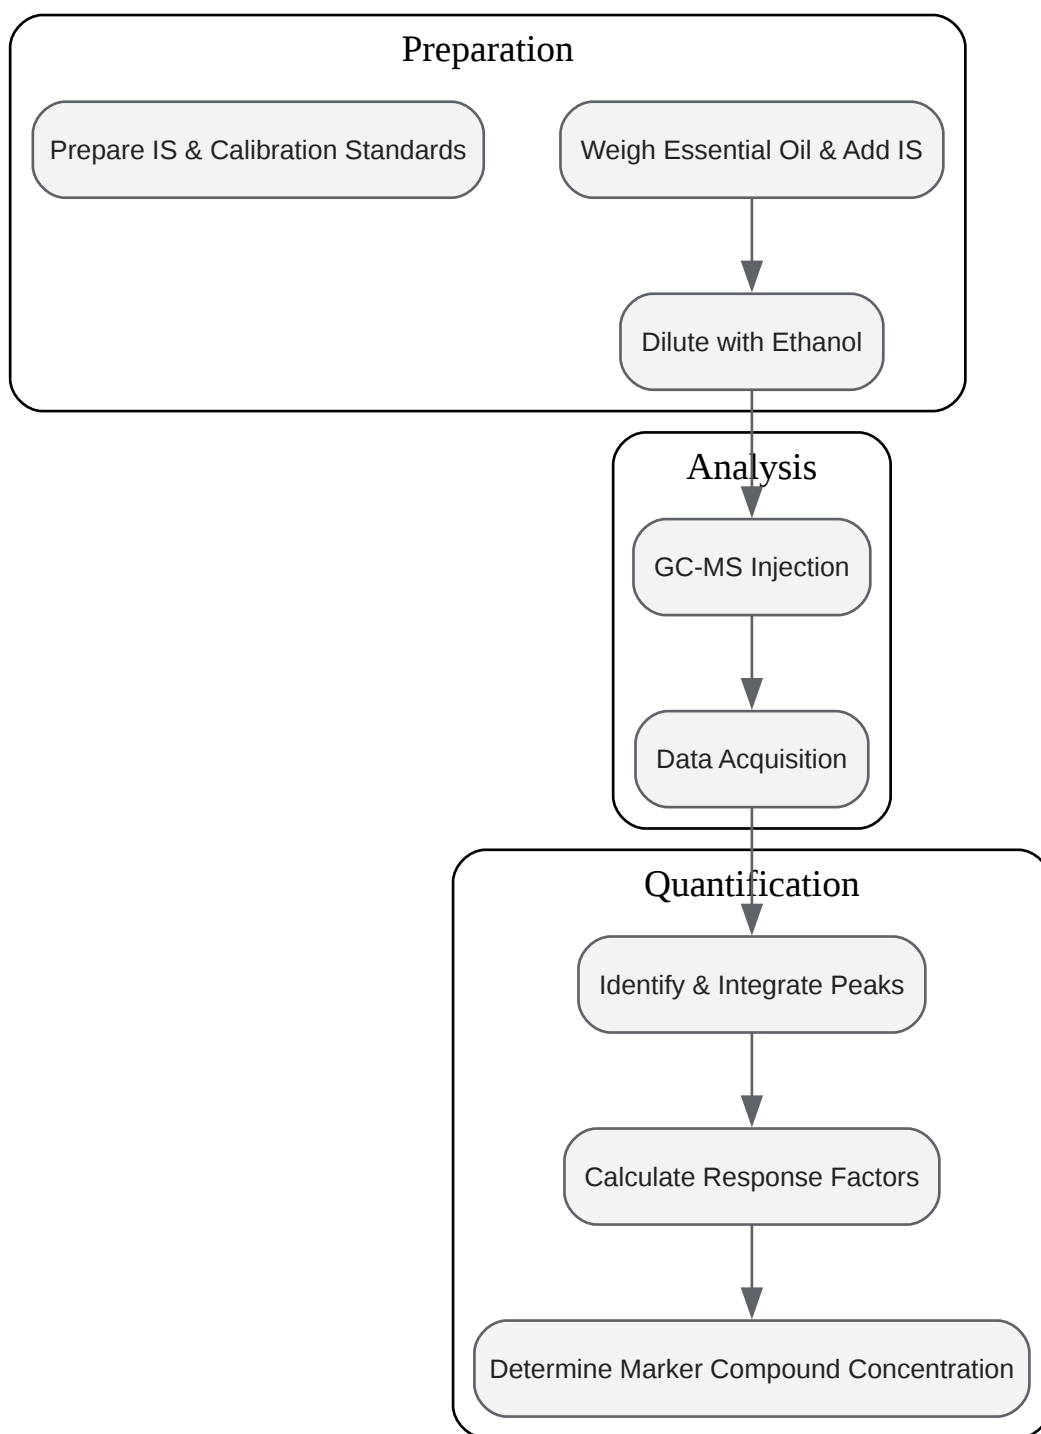 Preparation
Prepare IS & Calibration Standards
Weigh Essential Oil & Add IS
Dilute with Ethanol
Analysis
GC-MS Injection
Data Acquisition
Quantification
Identify & Integrate Peaks
Calculate Response Factors
Determine Marker Compound Concentration